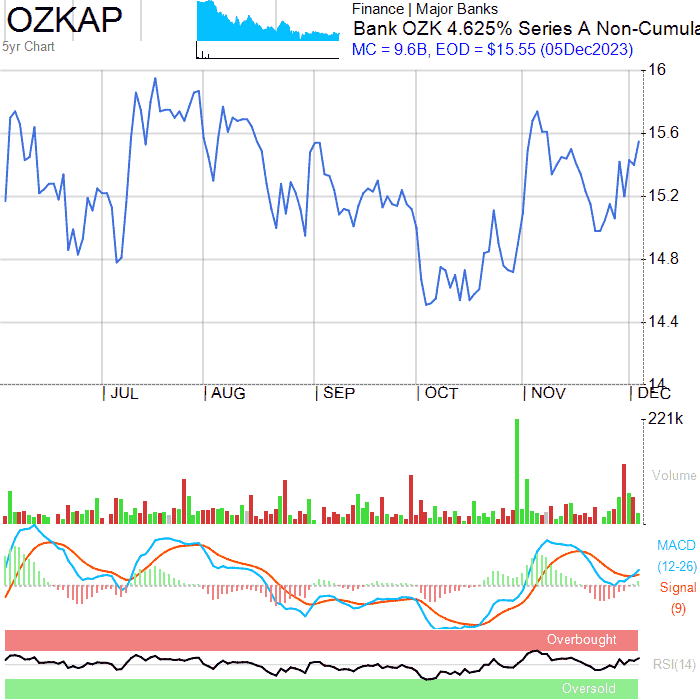 OZKAP
5yr Chart
Finance | Major Banks
Bank OZK 4.625% Series A Non-Cumula
MC = 9.6B, EOD = $15.55 (05Dec2023)
16
15.6
15.2
14.8
14.4
14
JUL AUG SEP OCT NOV DEC
221k
Volume
MACD
(12-26)
Signal
(9)
Overbought
RSI(14)
Oversold